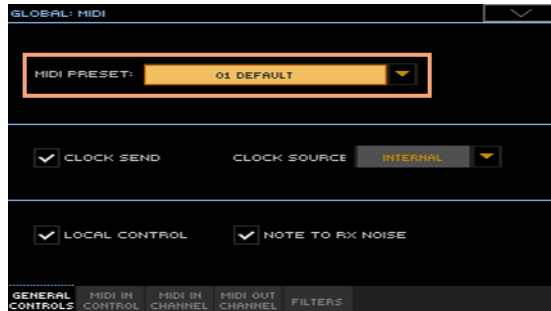 GLOBAL: MIDI
MIDI PRESET: 01 DEFAULT
CLOCK SEND CLOCK SOURCE INTERNAL
LOCAL CONTROL NOTE TO RX NOISE
GENERAL CONTROLS MIDI IN CONTROL MIDI IN CHANNEL MIDI OUT CHANNEL FILTERS